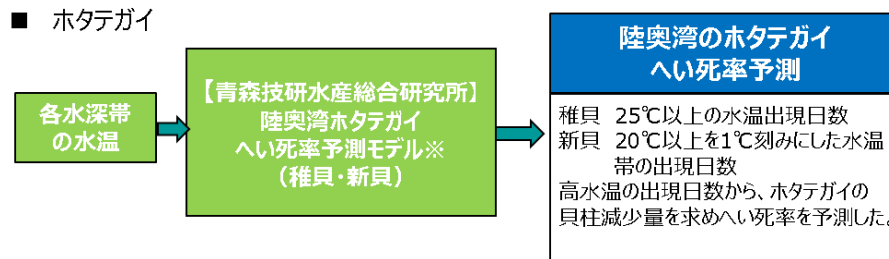 ■ ホタテガイ
各水深帯
の水温
【青森技研水産総合研究所】
陸奥湾ホタテガイ
へい死率予測モデル※
（稚貝・新貝）
陸奥湾のホタテガイ
へい死率予測
稚貝 25℃以上の水温出現日数
新貝 20℃以上を1℃刻みにした水温
帯の出現日数
高水温の出現日数から、ホタテガイの
貝柱減少量を求めへい死率を予測した。